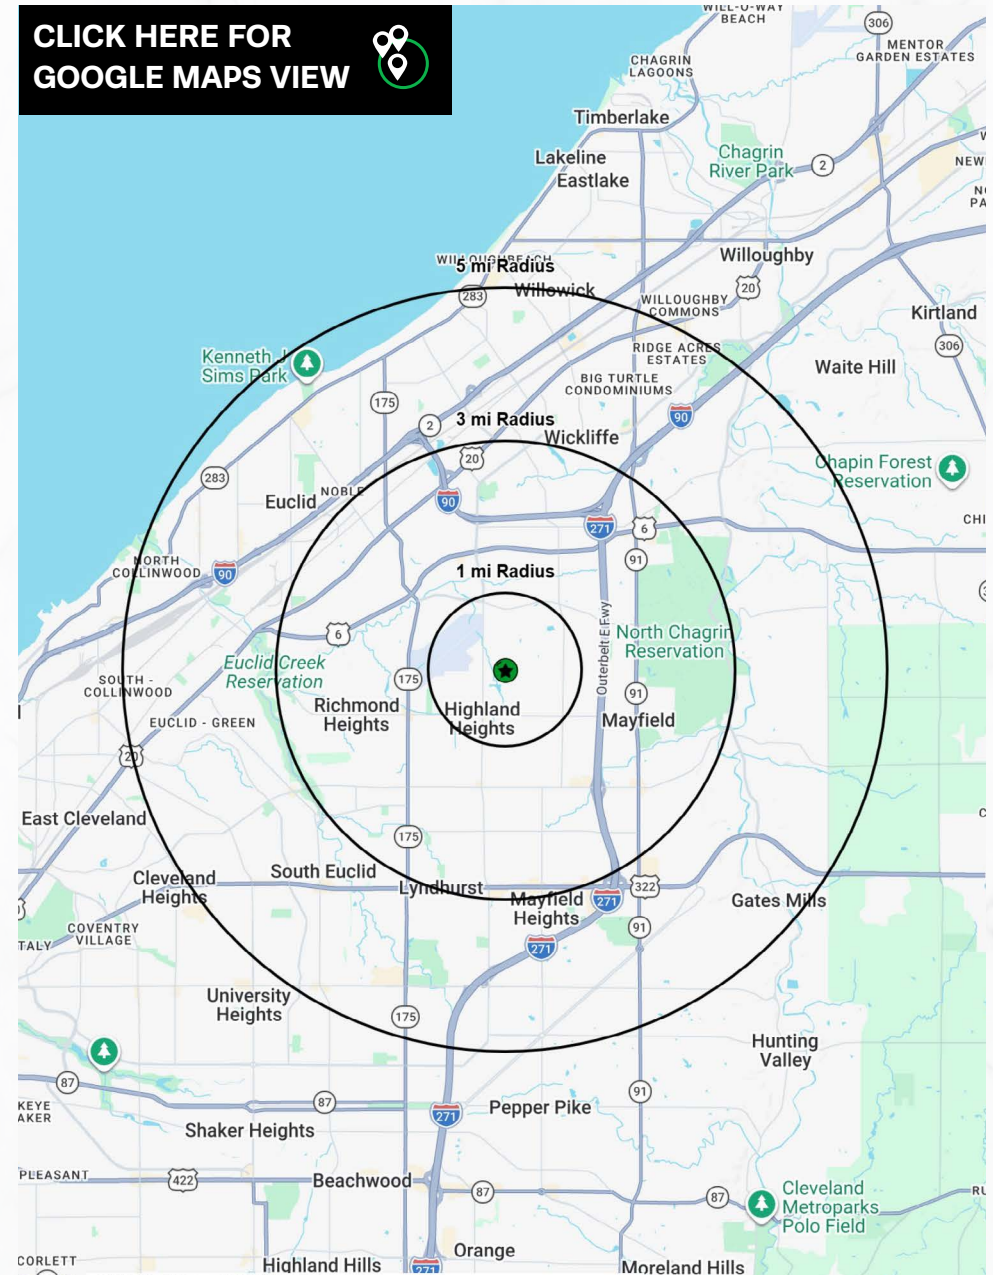 CLICK HERE FOR
GOOGLE MAPS VIEW
WILL-O-WAY
BEACH
306
MENTOR
GARDEN ESTATES
CHAGRIN
LAGOONS
Timberlake
Lakeline
Eastlake
Chagrin
River Park
2
WILLOUGHBEACH
5 mi Radius
Willowick
283
Willoughby
20
WILLOUGHBY
COMMONS
Kirtland
306
RIDGE ACRES
ESTATES
Waite Hill
Kenneth J
Sims Park
BIG TURTLE
CONDOMINIUMS
175
2
3 mi Radius
90
Wickliffe
20
283
Chapin Forest
Reservation
Euclid
NOBLE
90
271
6
NORTH
COLLINWOOD
90
1 mi Radius
91
6
Outerbelt E Fwy
North Chagrin
Reservation
Euclid Creek
Reservation
175
91
SOUTH -
COLLINWOOD
Richmond
Heights
Highland
Heights
Mayfield
EUCLID - GREEN
20
East Cleveland
175
South Euclid
Cleveland
Heights
Lyndhurst
Mayfield
Heights
271
322
Gates Mills
COVENTRY
VILLAGE
91
271
University
Heights
175
Hunting
Valley
87
91
87
271
Pepper Pike
Shaker Heights
PLEASANT
422
Beachwood
87
87
Cleveland
Metroparks
Polo Field
CORLETT
Highland Hills
271
Orange
Moreland Hills